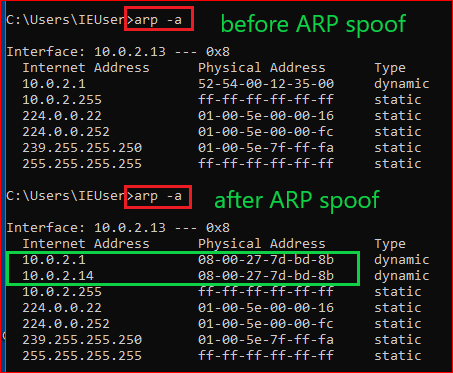 C:\Users\IEUser>arp -a before ARP spoof
Interface: 10.0.2.13 --- 0x8
Internet Address Physical Address Type
10.0.2.1 52-54-00-12-35-00 dynamic
10.0.2.255 ff-ff-ff-ff-ff-ff static
224.0.0.22 01-00-5e-00-00-16 static
224.0.0.252 01-00-5e-00-00-fc static
239.255.255.250 01-00-5e-7f-ff-fa static
255.255.255.255 ff-ff-ff-ff-ff-ff static
C:\Users\IEUser>arp -a after ARP spoof
Interface: 10.0.2.13 --- 0x8
Internet Address Physical Address Type
10.0.2.1 08-00-27-7d-bd-8b dynamic
10.0.2.14 08-00-27-7d-bd-8b dynamic
10.0.2.255 ff-ff-ff-ff-ff-ff static
224.0.0.22 01-00-5e-00-00-16 static
224.0.0.252 01-00-5e-00-00-fc static
239.255.255.250 01-00-5e-7f-ff-fa static
255.255.255.255 ff-ff-ff-ff-ff-ff static